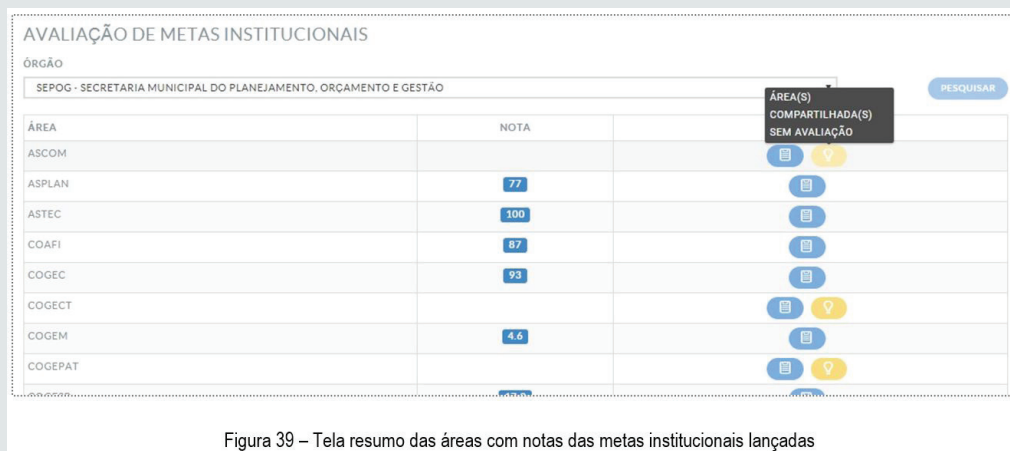 AVALIAÇÃO DE METAS INSTITUCIONAIS
ÓRGÃO
SEPOG - SECRETARIA MUNICIPAL DO PLANEJAMENTO, ORÇAMENTO E GESTÃO
PESQUISAR
ÁREA(S)
COMPARTILHADA(S)
SEM AVALIAÇÃO
ÁREA NOTA
ASCOM
ASPLAN 77
ASTEC 100
COAFI 87
COGEC 93
COGECT
COGEM 4.6
COGEPAT
Figura 39 – Tela resumo das áreas com notas das metas institucionais lançadas